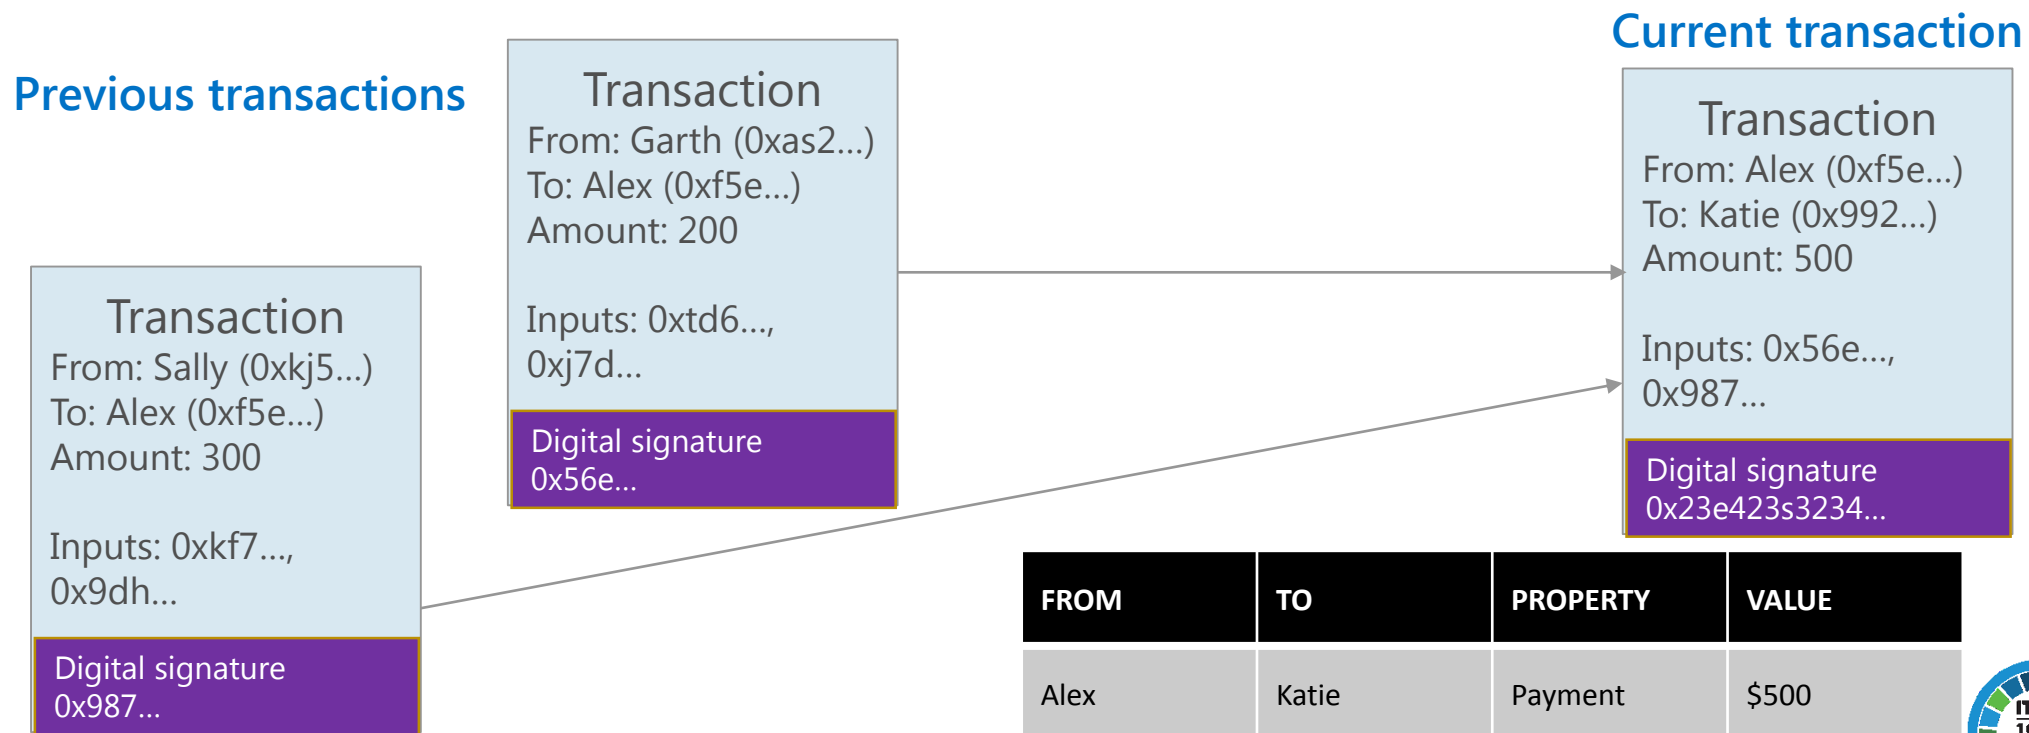 Current transaction
Previous transactions
Transaction
From: Garth (0xas2...)
To: Alex (0xf5e...)
Amount: 200
Inputs: 0xtd6...,
0xj7d...
Digital signature
0x56e...
Transaction
From: Sally (0xkj5...)
To: Alex (0xf5e...)
Amount: 300
Inputs: 0xkf7...,
0x9dh...
Digital signature
0x987...
Transaction
From: Alex (0xf5e...)
To: Katie (0x992...)
Amount: 500
Inputs: 0x56e...,
0x987...
Digital signature
0x23e423s3234...
FROM TO PROPERTY VALUE
Alex Katie Payment $500